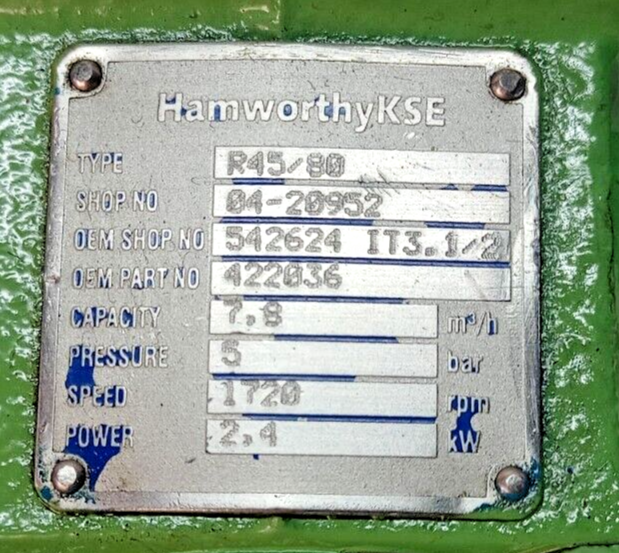 HamworthyKSE
TYPE R45/80
SHOP NO 04-20952
OEM SHOP NO 542624 IT3.1/2
OEM PART NO 422036
CAPACITY 7.8 m³/h
PRESSURE 5 bar
SPEED 1720 rpm
POWER 2.4 kW